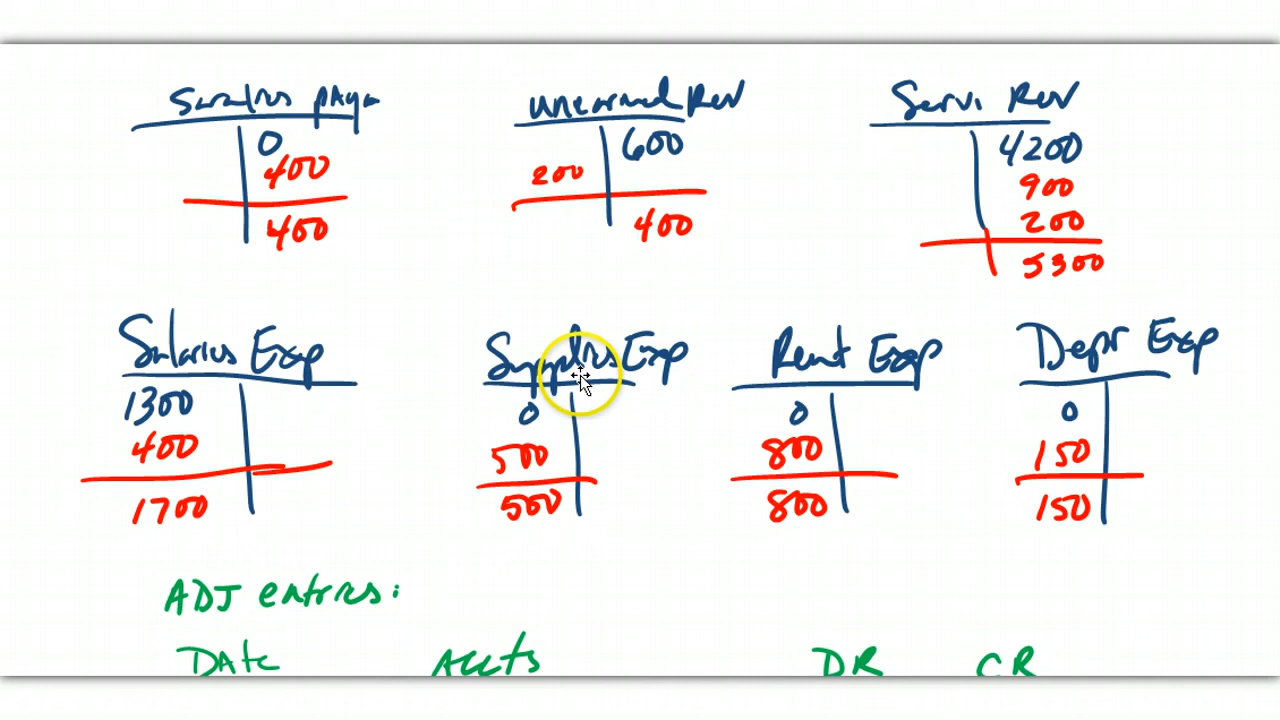 Salaries paya
unearned Rev
Servi Rev
0
600
4200
400
200
900
200
400
400
5300
Salaries Exp
Supplies Exp
Rent Exp
Depr Exp
1300
0
0
0
400
500
800
150
1700
500
800
150
ADJ entries:
DATE ACCTS DR CR